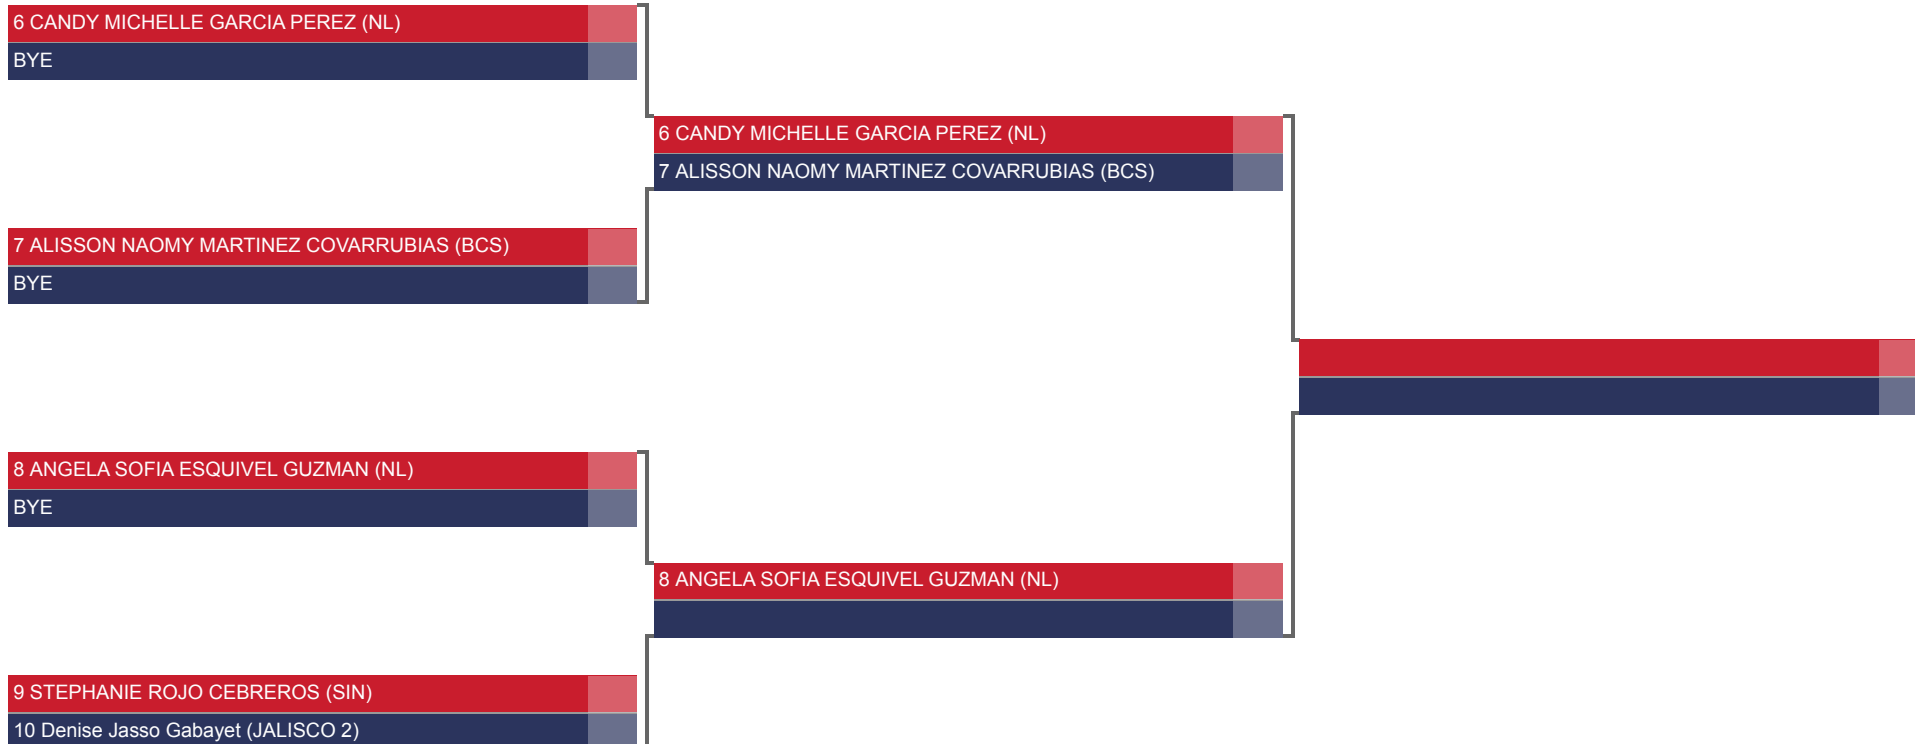 6 CANDY MICHELLE GARCIA PEREZ (NL)
BYE
7 ALISSON NAOMY MARTINEZ COVARRUBIAS (BCS)
BYE
8 ANGELA SOFIA ESQUIVEL GUZMAN (NL)
BYE
9 STEPHANIE ROJO CEBREROS (SIN)
10 Denise Jasso Gabayet (JALISCO 2)
6 CANDY MICHELLE GARCIA PEREZ (NL)
7 ALISSON NAOMY MARTINEZ COVARRUBIAS (BCS)
8 ANGELA SOFIA ESQUIVEL GUZMAN (NL)